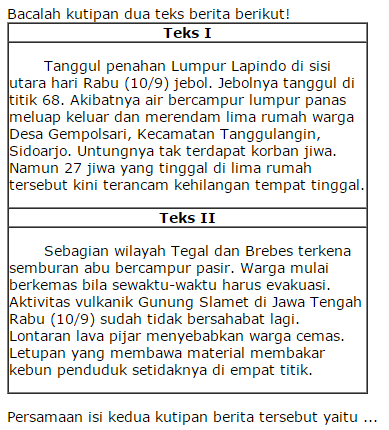 Bacalah kutipan dua teks berita berikut!
Teks I
Tanggul penahan Lumpur Lapindo di sisi
utara hari Rabu (10/9) jebol. Jebolnya tanggul di
titik 68. Akibatnya air bercampur lumpur panas
meluap keluar dan merendam lima rumah warga
Desa Gempolsari, Kecamatan Tanggulangin,
Sidoarjo. Untungnya tak terdapat korban jiwa.
Namun 27 jiwa yang tinggal di lima rumah
tersebut kini terancam kehilangan tempat tinggal.
Teks II
Sebagian wilayah Tegal dan Brebes terkena
semburan abu bercampur pasir. Warga mulai
berkemas bila sewaktu-waktu harus evakuasi.
Aktivitas vulkanik Gunung Slamet di Jawa Tengah
Rabu (10/9) sudah tidak bersahabat lagi.
Lontaran lava pijar menyebabkan warga cemas.
Letupan yang membawa material membakar
kebun penduduk setidaknya di empat titik.
Persamaan isi kedua kutipan berita tersebut yaitu ...